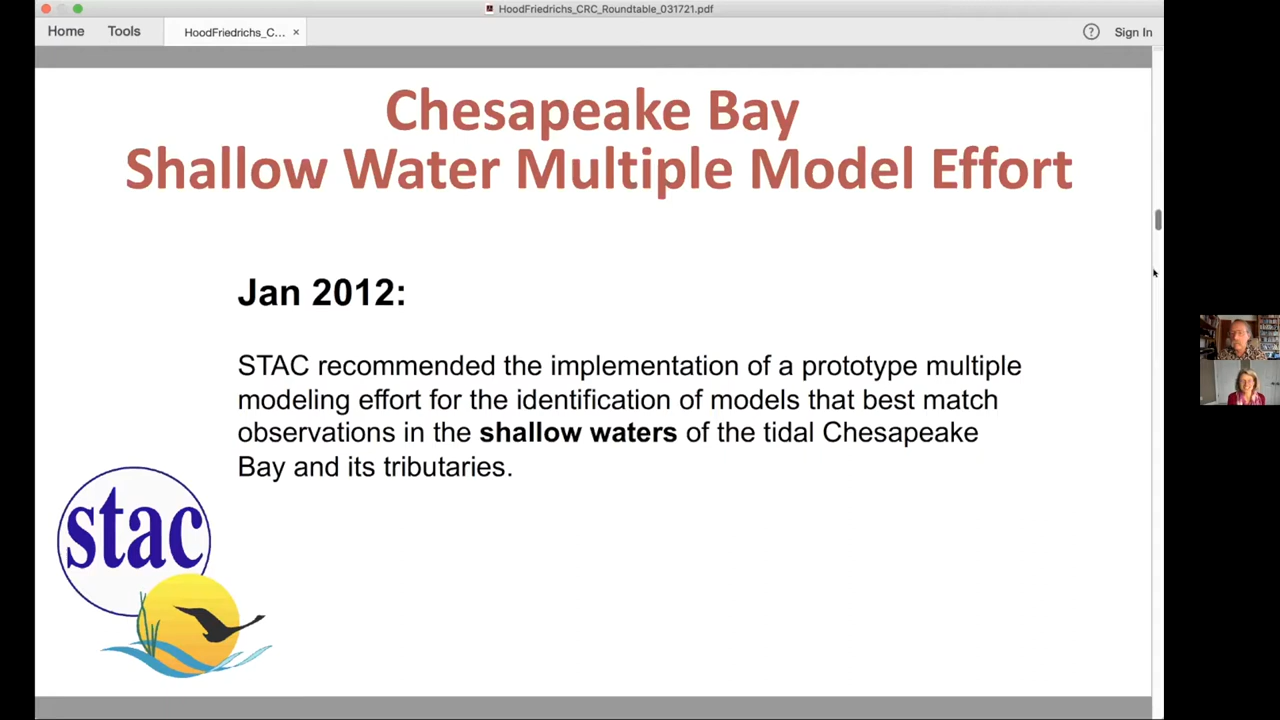 HoodFriedrichs_CRC_Roundtable_031721.pdf
Home Tools HoodFriedrichs_C... × ? Sign In
Chesapeake Bay
Shallow Water Multiple Model Effort
Jan 2012:
STAC recommended the implementation of a prototype multiple
modeling effort for the identification of models that best match
observations in the shallow waters of the tidal Chesapeake
Bay and its tributaries.
stac